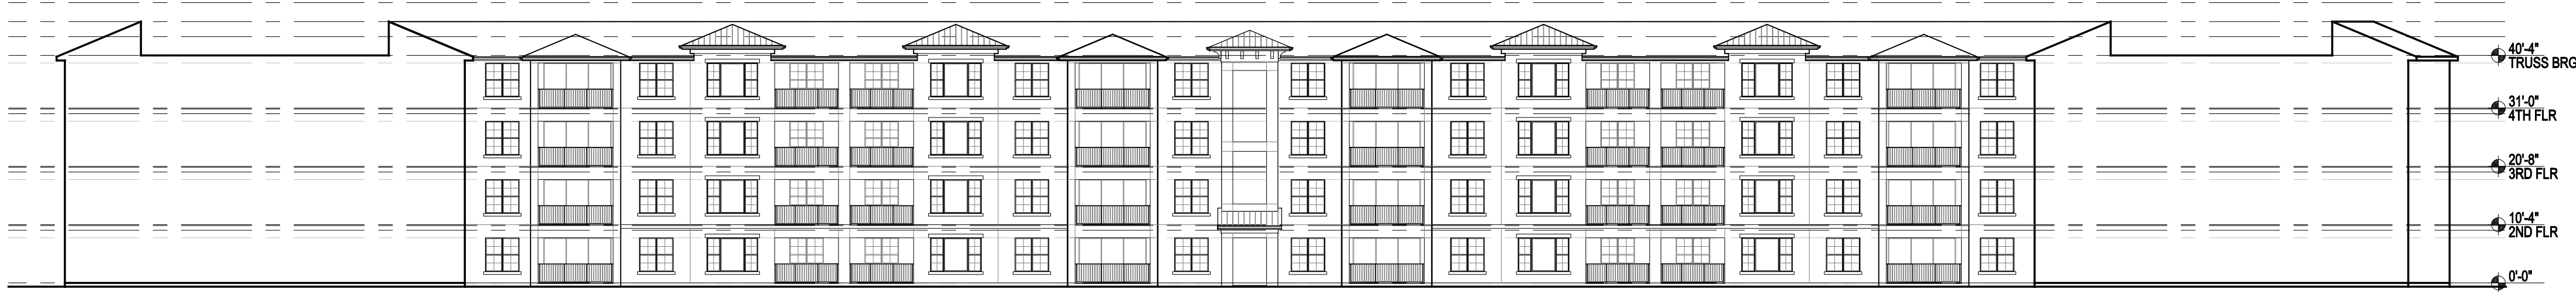 40'-4"
TRUSS BRG
31'-0"
4TH FLR
20'-8"
3RD FLR
10'-4"
2ND FLR
0'-0"